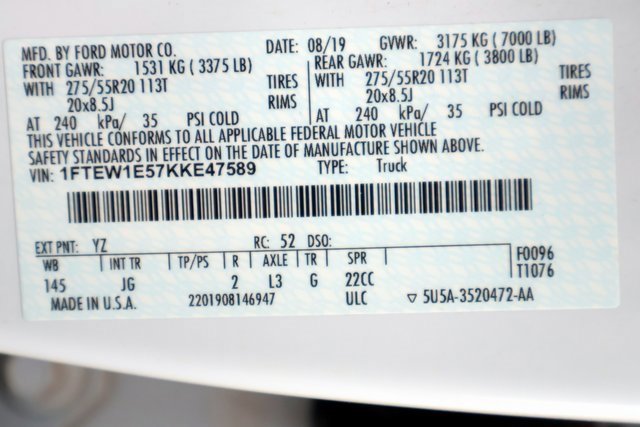 MFD. BY FORD MOTOR CO. DATE: 08/19 GVWR: 3175 KG ( 7000 LB)
FRONT GAWR: 1531 KG ( 3375 LB) REAR GAWR: 1724 KG ( 3800 LB)
WITH 275/55R20 113T TIRES WITH 275/55R20 113T TIRES
20x8.5J RIMS 20x8.5J RIMS
AT 240 kPa/ 35 PSI COLD AT 240 kPa/ 35 PSI COLD
THIS VEHICLE CONFORMS TO ALL APPLICABLE FEDERAL MOTOR VEHICLE
SAFETY STANDARDS IN EFFECT ON THE DATE OF MANUFACTURE SHOWN ABOVE.
VIN: 1FTEW1E57KKE47589 TYPE: Truck
EXT PNT: YZ RC: 52 DSO:
WB INT TR TP/PS R AXLE TR SPR F0096
145 JG 2 L3 G 22CC T1076
MADE IN U.S.A. 2201908146947 ULC ▽ 5U5A-3520472-AA